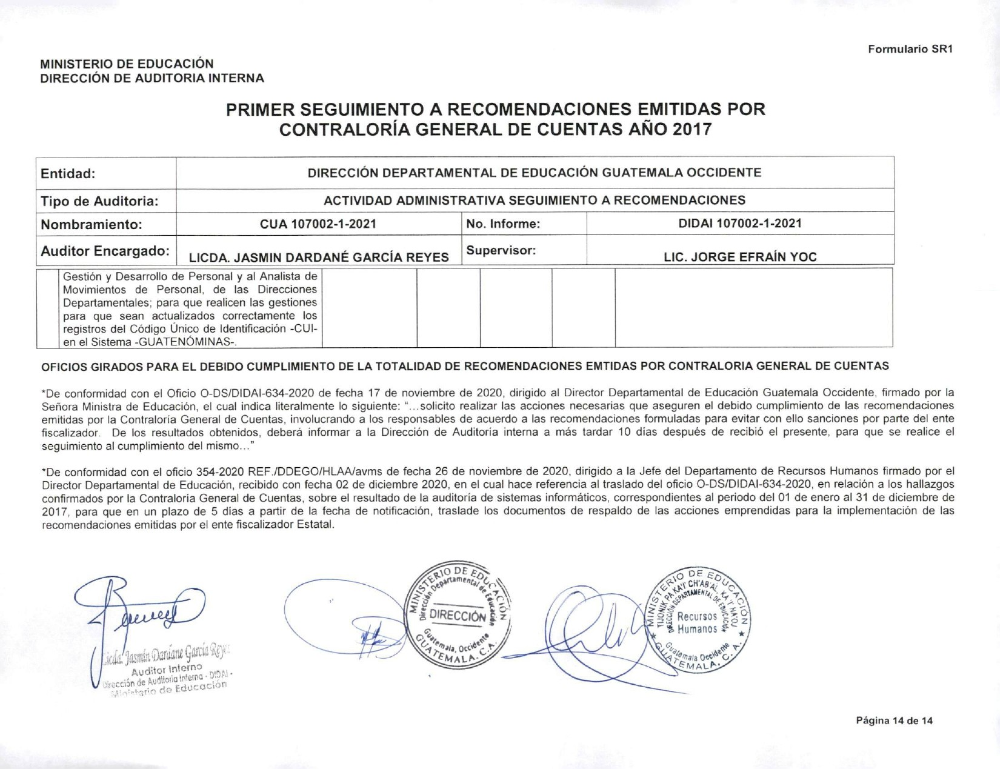 Formulario SR1
MINISTERIO DE EDUCACIÓN
DIRECCIÓN DE AUDITORIA INTERNA
PRIMER SEGUIMIENTO A RECOMENDACIONES EMITIDAS POR
CONTRALORÍA GENERAL DE CUENTAS AÑO 2017
Entidad: DIRECCIÓN DEPARTAMENTAL DE EDUCACIÓN GUATEMALA OCCIDENTE
Tipo de Auditoria: ACTIVIDAD ADMINISTRATIVA SEGUIMIENTO A RECOMENDACIONES
Nombramiento: CUA 107002-1-2021 No. Informe: DIDAI 107002-1-2021
Auditor Encargado: LICDA. JASMIN DARDANÉ GARCÍA REYES Supervisor: LIC. JORGE EFRAÍN YOC
Gestión y Desarrollo de Personal y al Analista de
Movimientos de Personal, de las Direcciones
Departamentales; para que realicen las gestiones
para que sean actualizados correctamente los
registros del Código Único de Identificación -CUI-
en el Sistema -GUATENÓMINAS-.
OFICIOS GIRADOS PARA EL DEBIDO CUMPLIMIENTO DE LA TOTALIDAD DE RECOMENDACIONES EMTIDAS POR CONTRALORIA GENERAL DE CUENTAS
*De conformidad con el Oficio O-DS/DIDAI-634-2020 de fecha 17 de noviembre de 2020, dirigido al Director Departamental de Educación Guatemala Occidente, firmado por la
Señora Ministra de Educación, el cual indica literalmente lo siguiente: “…solicito realizar las acciones necesarias que aseguren el debido cumplimiento de las recomendaciones
emitidas por la Contraloría General de Cuentas, involucrando a los responsables de acuerdo a las recomendaciones formuladas para evitar con ello sanciones por parte del ente
fiscalizador. De los resultados obtenidos, deberá informar a la Dirección de Auditoría interna a más tardar 10 días después de recibió el presente, para que se realice el
seguimiento al cumplimiento del mismo…”
*De conformidad con el oficio 354-2020 REF./DDEGO/HLAA/avms de fecha 26 de noviembre de 2020, dirigido a la Jefe del Departamento de Recursos Humanos firmado por el
Director Departamental de Educación, recibido con fecha 02 de diciembre 2020, en el cual hace referencia al traslado del oficio O-DS/DIDAI-634-2020, en relación a los hallazgos
confirmados por la Contraloría General de Cuentas, sobre el resultado de la auditoría de sistemas informáticos, correspondientes al periodo del 01 de enero al 31 de diciembre de
2017, para que en un plazo de 5 días a partir de la fecha de notificación, traslade los documentos de respaldo de las acciones emprendidas para la implementación de las
recomendaciones emitidas por el ente fiscalizador Estatal.
Licda. Jasmín Dardane García Reyes
Auditor Interno
Dirección de Auditoria Interna - DIDAI -
Ministerio de Educación
MINISTERIO DE EDUCACIÓN
Dirección Departamental de Educación
DIRECCIÓN
Guatemala, Occidente
GUATEMALA, C.A.
MINISTERIO DE EDUCACIÓN
TIJONIK PA KA'I' CH'AB'AL, KA'I' NA'OJ
DIRECCIÓN DEPARTAMENTAL DE EDUCACIÓN
Recursos
Humanos
Guatemala Occidente
GUATEMALA, C. A.
Página 14 de 14